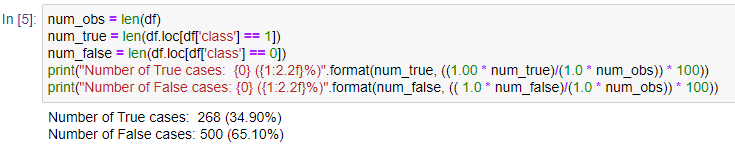 In [5]: num_obs = len(df)
num_true = len(df.loc[df['class'] == 1])
num_false = len(df.loc[df['class'] == 0])
print("Number of True cases:  {0} ({1:2.2f}%)".format(num_true, ((1.00 * num_true)/(1.0 * num_obs)) * 100))
print("Number of False cases: {0} ({1:2.2f}%)".format(num_false, (( 1.0 * num_false)/(1.0 * num_obs)) * 100))
Number of True cases:  268 (34.90%)
Number of False cases: 500 (65.10%)